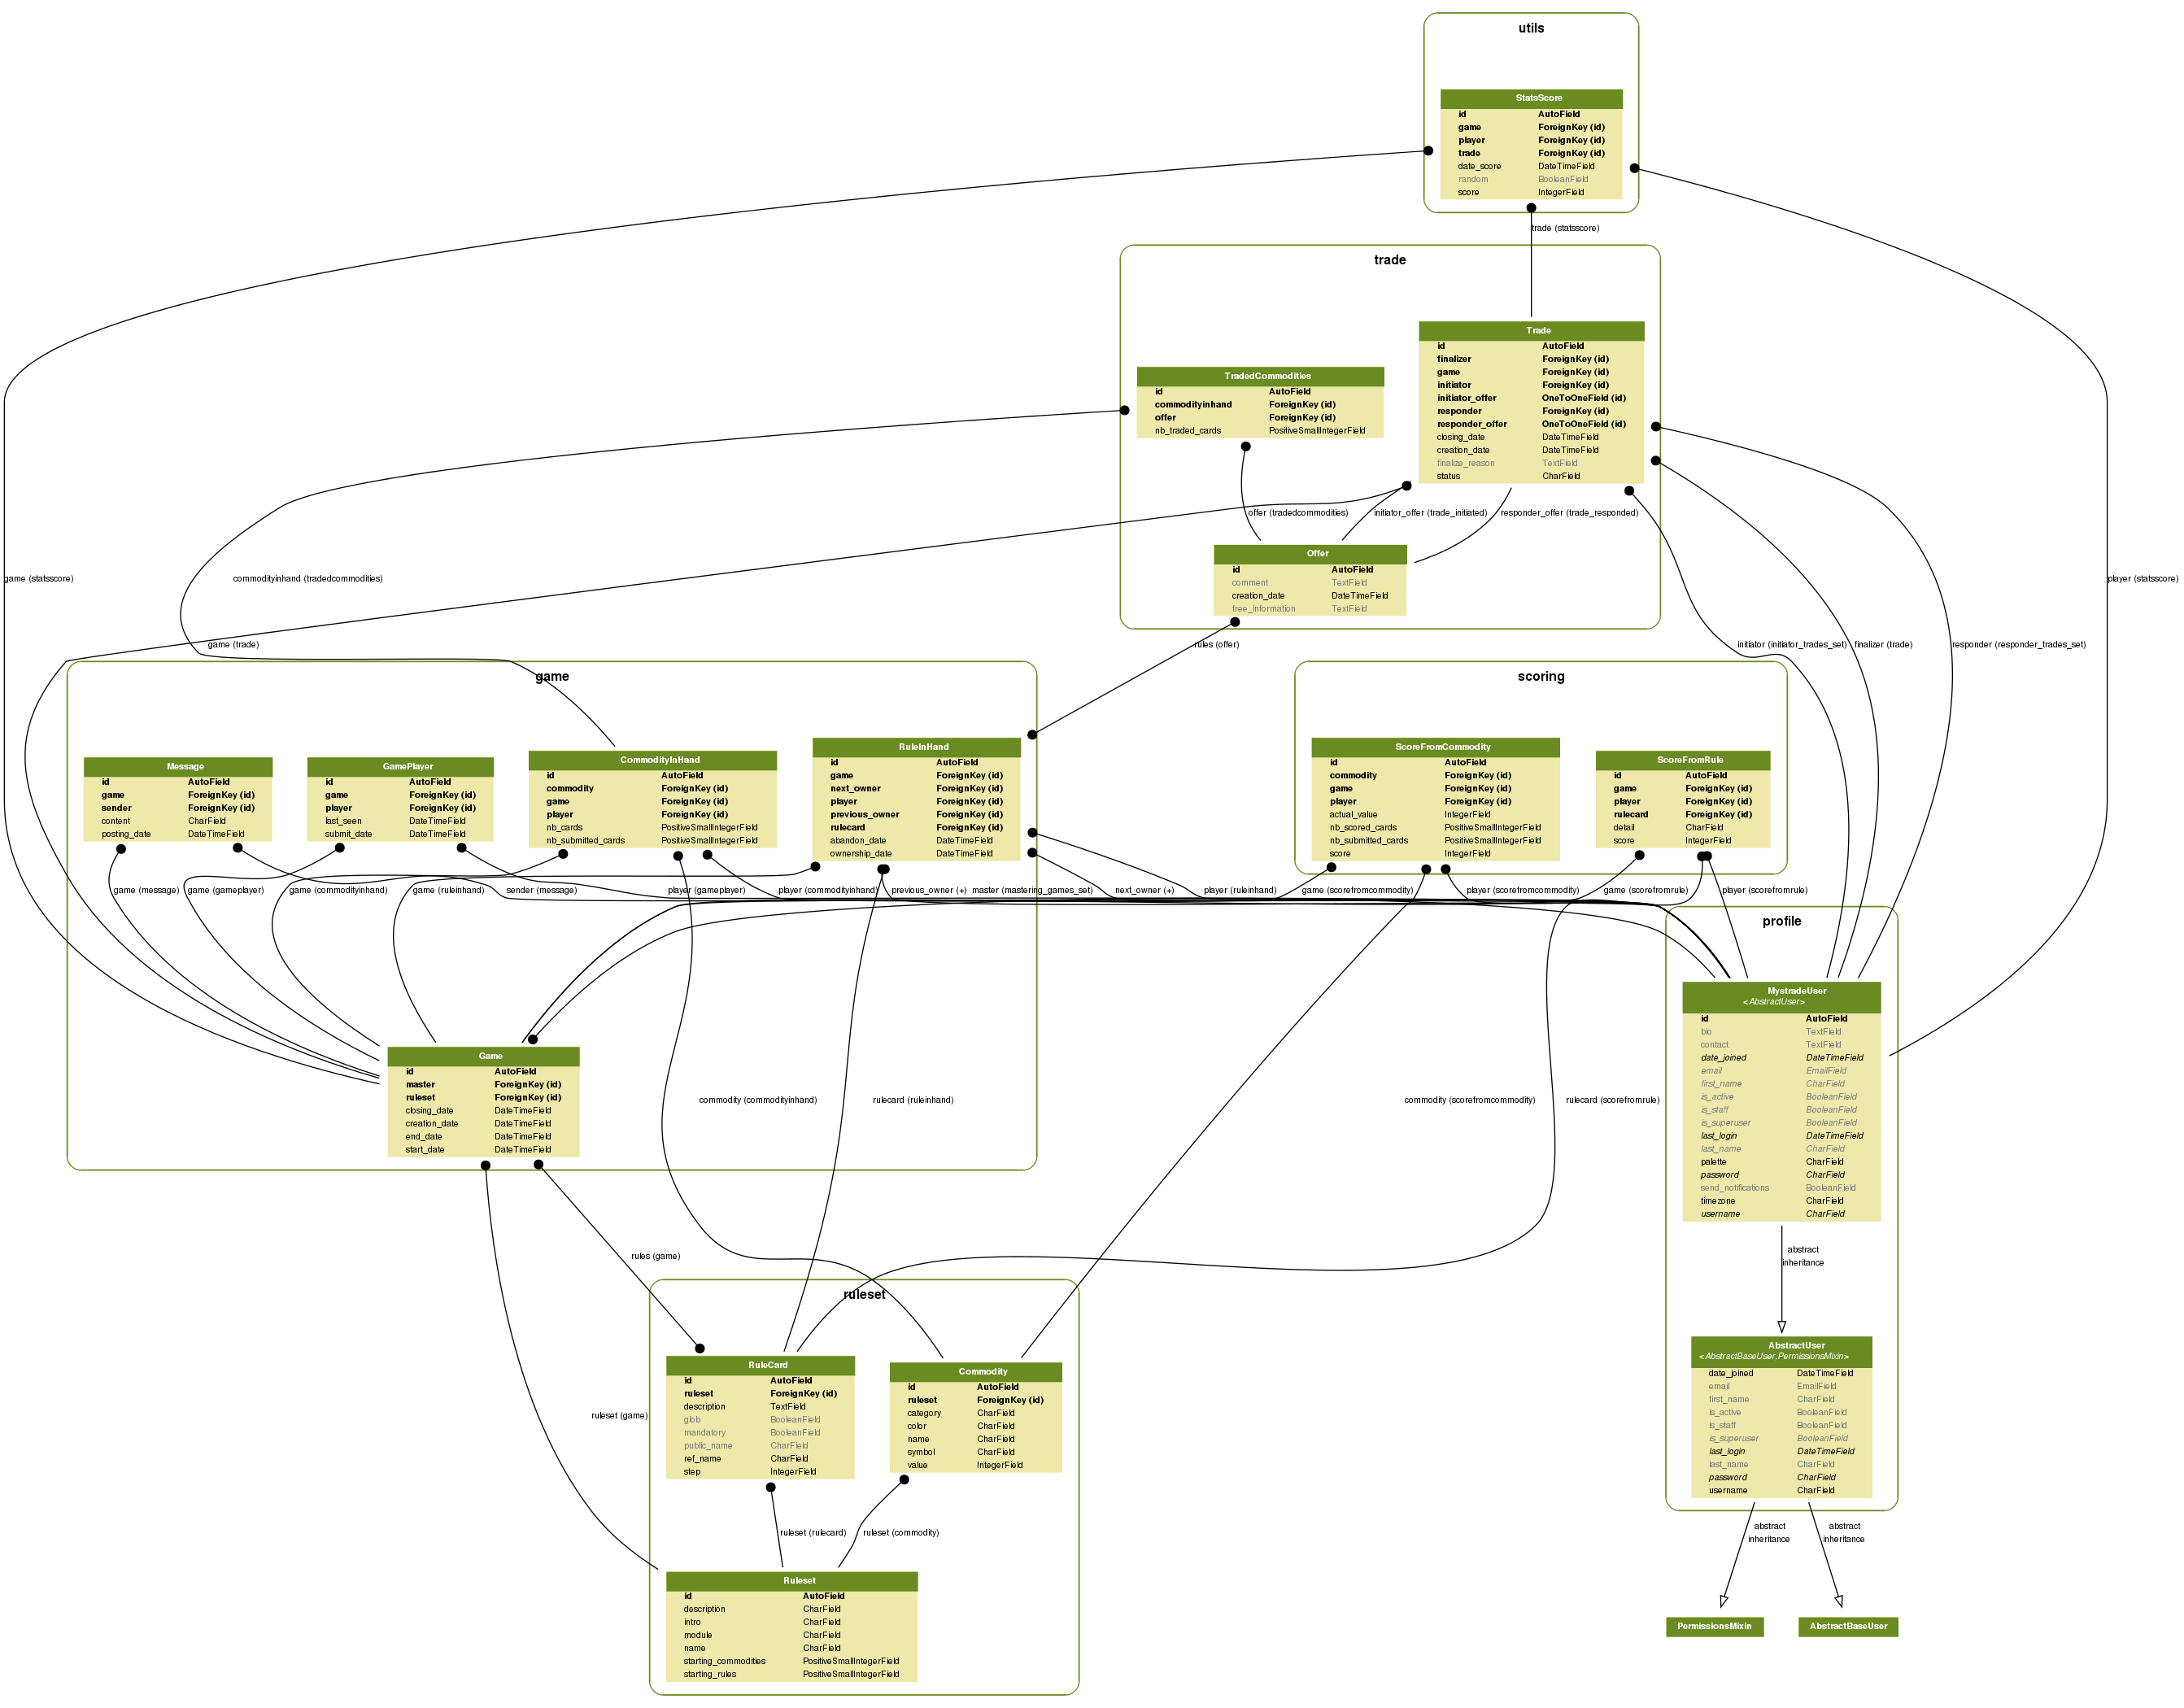 utils
StatsScore
id AutoField
game ForeignKey (id)
player ForeignKey (id)
trade ForeignKey (id)
date_score DateTimeField
random BooleanField
score IntegerField
trade (statsscore)
trade
Trade
id AutoField
finalizer ForeignKey (id)
game ForeignKey (id)
initiator ForeignKey (id)
initiator_offer OneToOneField (id)
responder ForeignKey (id)
responder_offer OneToOneField (id)
closing_date DateTimeField
creation_date DateTimeField
finalize_reason TextField
status CharField
TradedCommodities
id AutoField
commodityinhand ForeignKey (id)
offer ForeignKey (id)
nb_traded_cards PositiveSmallIntegerField
offer (tradedcommodities)
initiator_offer (trade_initiated)
responder_offer (trade_responded)
Offer
id AutoField
comment TextField
creation_date DateTimeField
free_information TextField
game (statsscore)
commodityinhand (tradedcommodities)
player (statsscore)
game (trade)
rules (offer)
initiator (initiator_trades_set)
finalizer (trade)
responder (responder_trades_set)
game
Message
id AutoField
game ForeignKey (id)
sender ForeignKey (id)
content CharField
posting_date DateTimeField
GamePlayer
id AutoField
game ForeignKey (id)
player ForeignKey (id)
last_seen DateTimeField
submit_date DateTimeField
CommodityInHand
id AutoField
commodity ForeignKey (id)
game ForeignKey (id)
player ForeignKey (id)
nb_cards PositiveSmallIntegerField
nb_submitted_cards PositiveSmallIntegerField
RuleInHand
id AutoField
game ForeignKey (id)
next_owner ForeignKey (id)
player ForeignKey (id)
previous_owner ForeignKey (id)
rulecard ForeignKey (id)
abandon_date DateTimeField
ownership_date DateTimeField
scoring
ScoreFromCommodity
id AutoField
commodity ForeignKey (id)
game ForeignKey (id)
player ForeignKey (id)
actual_value IntegerField
nb_scored_cards PositiveSmallIntegerField
nb_submitted_cards PositiveSmallIntegerField
score IntegerField
ScoreFromRule
id AutoField
game ForeignKey (id)
player ForeignKey (id)
rulecard ForeignKey (id)
detail CharField
score IntegerField
game (message)
game (gameplayer)
game (commodityinhand)
game (ruleinhand)
sender (message)
player (gameplayer)
player (commodityinhand)
previous_owner (+)
master (mastering_games_set)
next_owner (+)
player (ruleinhand)
game (scorefromcommodity)
player (scorefromcommodity)
game (scorefromrule)
player (scorefromrule)
profile
MystradeUser
<AbstractUser>
id AutoField
bio TextField
contact TextField
date_joined DateTimeField
email EmailField
first_name CharField
is_active BooleanField
is_staff BooleanField
is_superuser BooleanField
last_login DateTimeField
last_name CharField
palette CharField
password CharField
send_notifications BooleanField
timezone CharField
username CharField
Game
id AutoField
master ForeignKey (id)
ruleset ForeignKey (id)
closing_date DateTimeField
creation_date DateTimeField
end_date DateTimeField
start_date DateTimeField
commodity (commodityinhand)
rulecard (ruleinhand)
commodity (scorefromcommodity)
rulecard (scorefromrule)
rules (game)
abstract
inheritance
ruleset
RuleCard
id AutoField
ruleset ForeignKey (id)
description TextField
glob BooleanField
mandatory BooleanField
public_name CharField
ref_name CharField
step IntegerField
Commodity
id AutoField
ruleset ForeignKey (id)
category CharField
color CharField
name CharField
symbol CharField
value IntegerField
AbstractUser
<AbstractBaseUser,PermissionsMixin>
date_joined DateTimeField
email EmailField
first_name CharField
is_active BooleanField
is_staff BooleanField
is_superuser BooleanField
last_login DateTimeField
last_name CharField
password CharField
username CharField
ruleset (game)
ruleset (rulecard)
ruleset (commodity)
abstract
inheritance
abstract
inheritance
Ruleset
id AutoField
description CharField
intro CharField
module CharField
name CharField
starting_commodities PositiveSmallIntegerField
starting_rules PositiveSmallIntegerField
PermissionsMixin
AbstractBaseUser